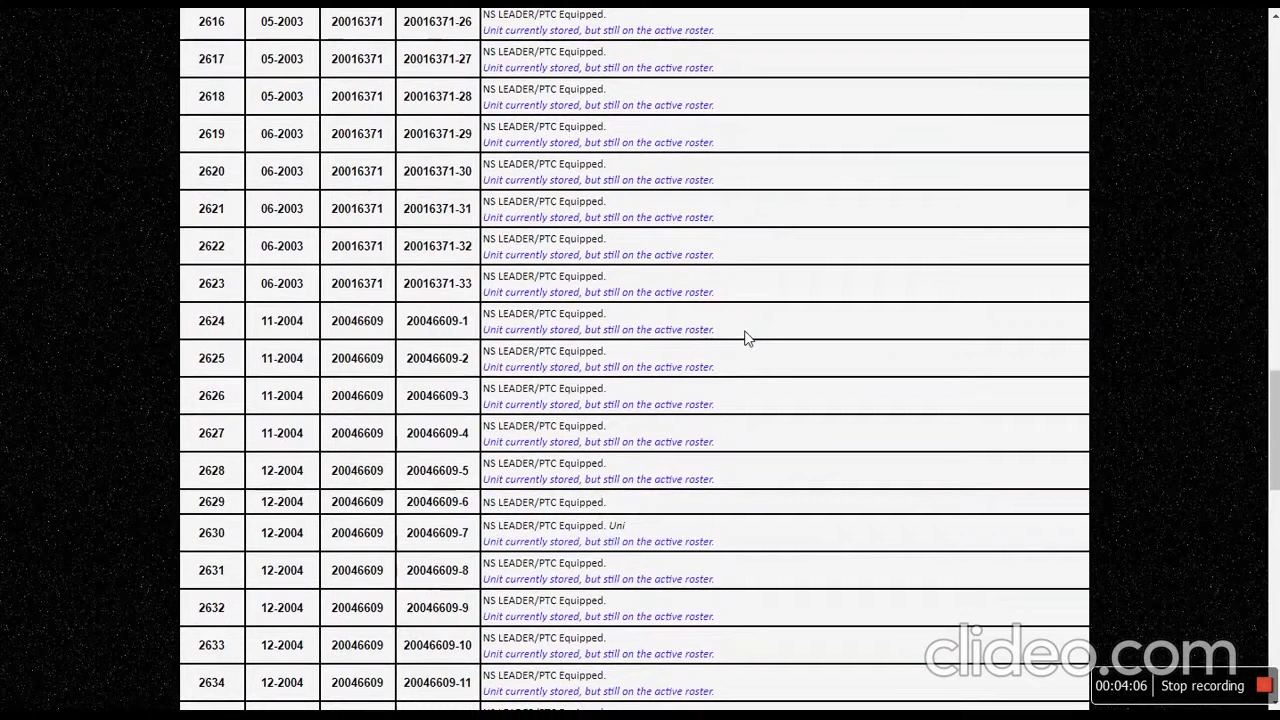 2616 05-2003 20016371 20016371-26 NS LEADER/PTC Equipped.
Unit currently stored, but still on the active roster.
2617 05-2003 20016371 20016371-27 NS LEADER/PTC Equipped.
Unit currently stored, but still on the active roster.
2618 05-2003 20016371 20016371-28 NS LEADER/PTC Equipped.
Unit currently stored, but still on the active roster.
2619 06-2003 20016371 20016371-29 NS LEADER/PTC Equipped.
Unit currently stored, but still on the active roster.
2620 06-2003 20016371 20016371-30 NS LEADER/PTC Equipped.
Unit currently stored, but still on the active roster.
2621 06-2003 20016371 20016371-31 NS LEADER/PTC Equipped.
Unit currently stored, but still on the active roster.
2622 06-2003 20016371 20016371-32 NS LEADER/PTC Equipped.
Unit currently stored, but still on the active roster.
2623 06-2003 20016371 20016371-33 NS LEADER/PTC Equipped.
Unit currently stored, but still on the active roster.
2624 11-2004 20046609 20046609-1 NS LEADER/PTC Equipped.
Unit currently stored, but still on the active roster.
2625 11-2004 20046609 20046609-2 NS LEADER/PTC Equipped.
Unit currently stored, but still on the active roster.
2626 11-2004 20046609 20046609-3 NS LEADER/PTC Equipped.
Unit currently stored, but still on the active roster.
2627 11-2004 20046609 20046609-4 NS LEADER/PTC Equipped.
Unit currently stored, but still on the active roster.
2628 12-2004 20046609 20046609-5 NS LEADER/PTC Equipped.
Unit currently stored, but still on the active roster.
2629 12-2004 20046609 20046609-6 NS LEADER/PTC Equipped.
2630 12-2004 20046609 20046609-7 NS LEADER/PTC Equipped. Uni
Unit currently stored, but still on the active roster.
2631 12-2004 20046609 20046609-8 NS LEADER/PTC Equipped.
Unit currently stored, but still on the active roster.
2632 12-2004 20046609 20046609-9 NS LEADER/PTC Equipped.
Unit currently stored, but still on the active roster.
2633 12-2004 20046609 20046609-10 NS LEADER/PTC Equipped.
Unit currently stored, but still on the active roster.
2634 12-2004 20046609 20046609-11 NS LEADER/PTC Equipped.
Unit currently stored, but still on the active roster.
clideo.com
00:04:06 Stop recording